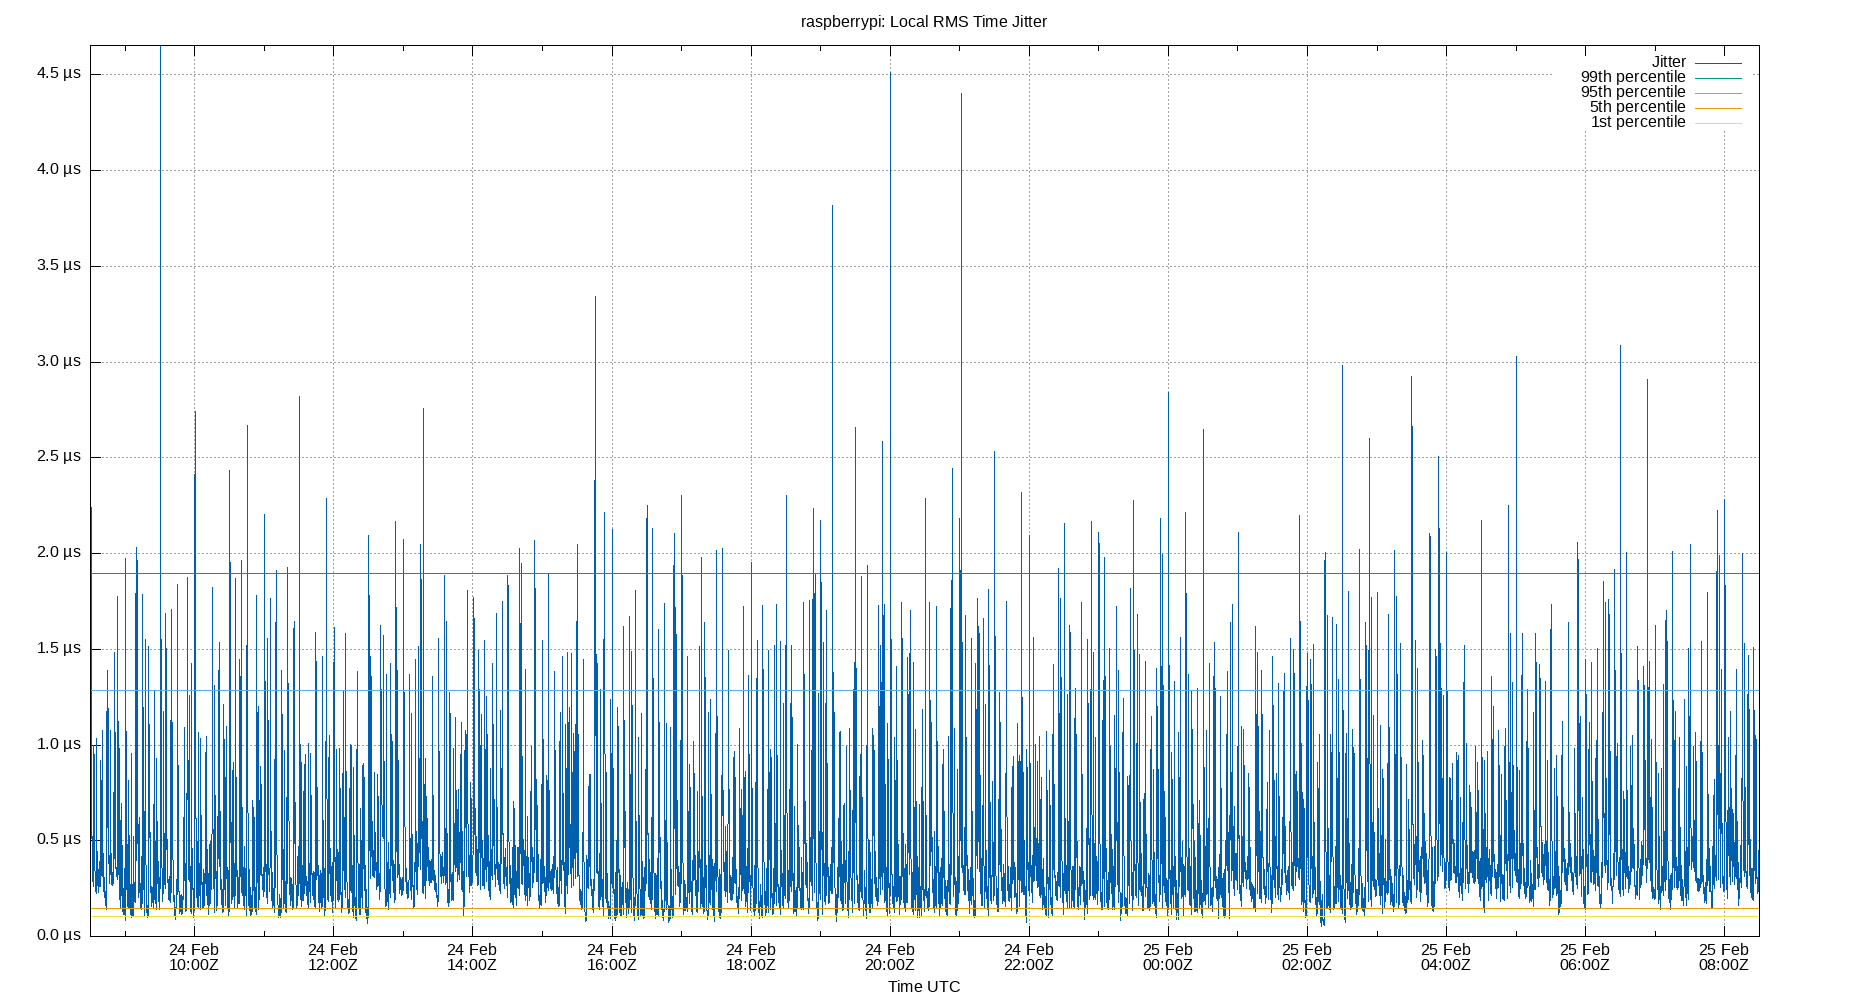 raspberrypi: Local RMS Time Jitter
Jitter
99th percentile
95th percentile
5th percentile
1st percentile
4.5 µs
4.0 µs
3.5 µs
3.0 µs
2.5 µs
2.0 µs
1.5 µs
1.0 µs
0.5 µs
0.0 µs
24 Feb 24 Feb 24 Feb 24 Feb 24 Feb 24 Feb 24 Feb 25 Feb 25 Feb 25 Feb 25 Feb 25 Feb
10:00Z 12:00Z 14:00Z 16:00Z 18:00Z 20:00Z 22:00Z 00:00Z 02:00Z 04:00Z 06:00Z 08:00Z
Time UTC